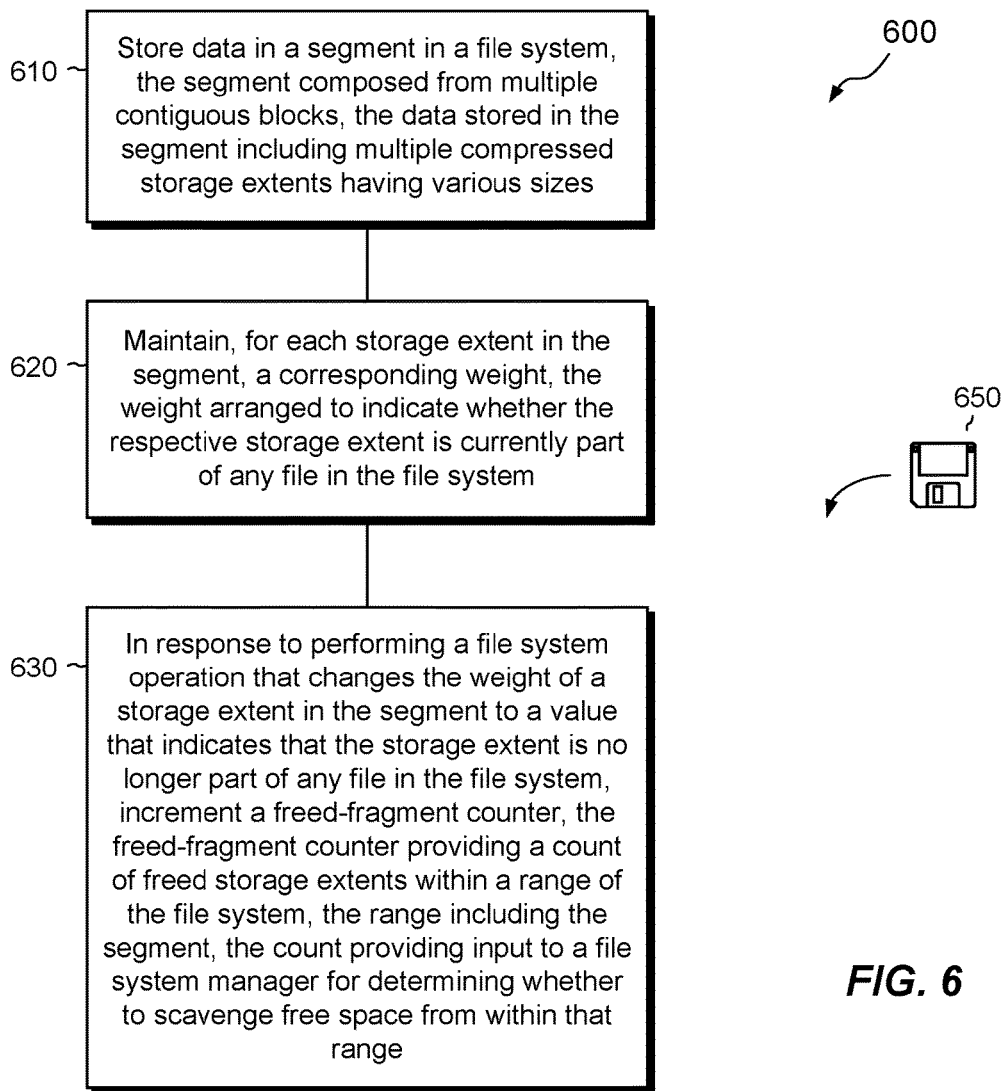 600
610
Store data in a segment in a file system,
the segment composed from multiple
contiguous blocks, the data stored in the
segment including multiple compressed
storage extents having various sizes
620
Maintain, for each storage extent in the
segment, a corresponding weight, the
weight arranged to indicate whether the
respective storage extent is currently part
of any file in the file system
650
630
In response to performing a file system
operation that changes the weight of a
storage extent in the segment to a value
that indicates that the storage extent is no
longer part of any file in the file system,
increment a freed-fragment counter, the
freed-fragment counter providing a count
of freed storage extents within a range of
the file system, the range including the
segment, the count providing input to a file
system manager for determining whether
to scavenge free space from within that
range
FIG. 6